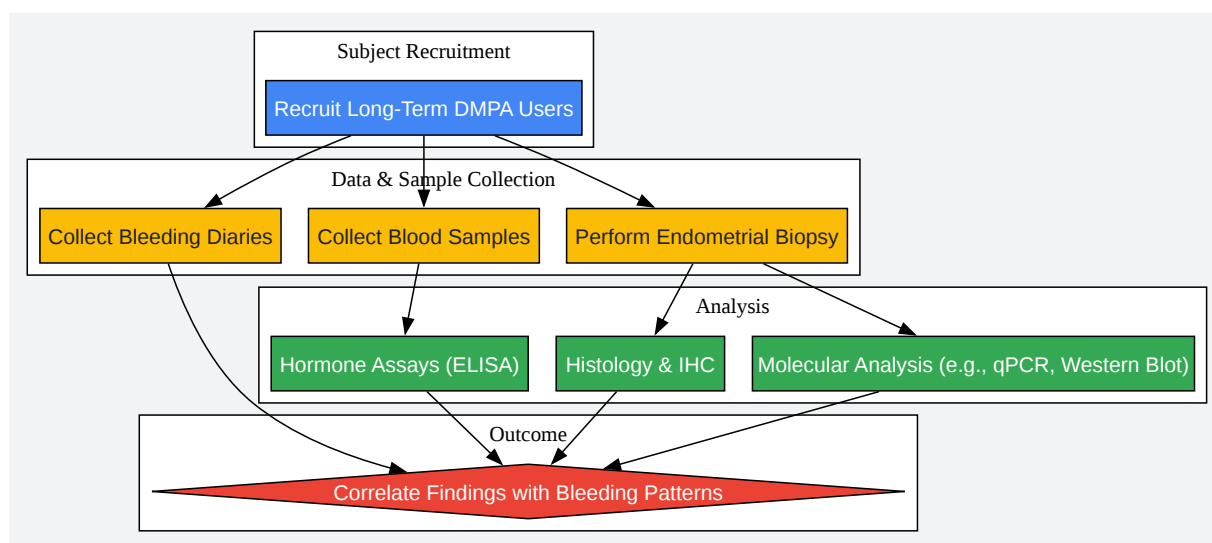 Subject Recruitment
Recruit Long-Term DMPA Users
Data & Sample Collection
Collect Bleeding Diaries
Collect Blood Samples
Perform Endometrial Biopsy
Analysis
Hormone Assays (ELISA)
Histology & IHC
Molecular Analysis (e.g., qPCR, Western Blot)
Outcome
Correlate Findings with Bleeding Patterns